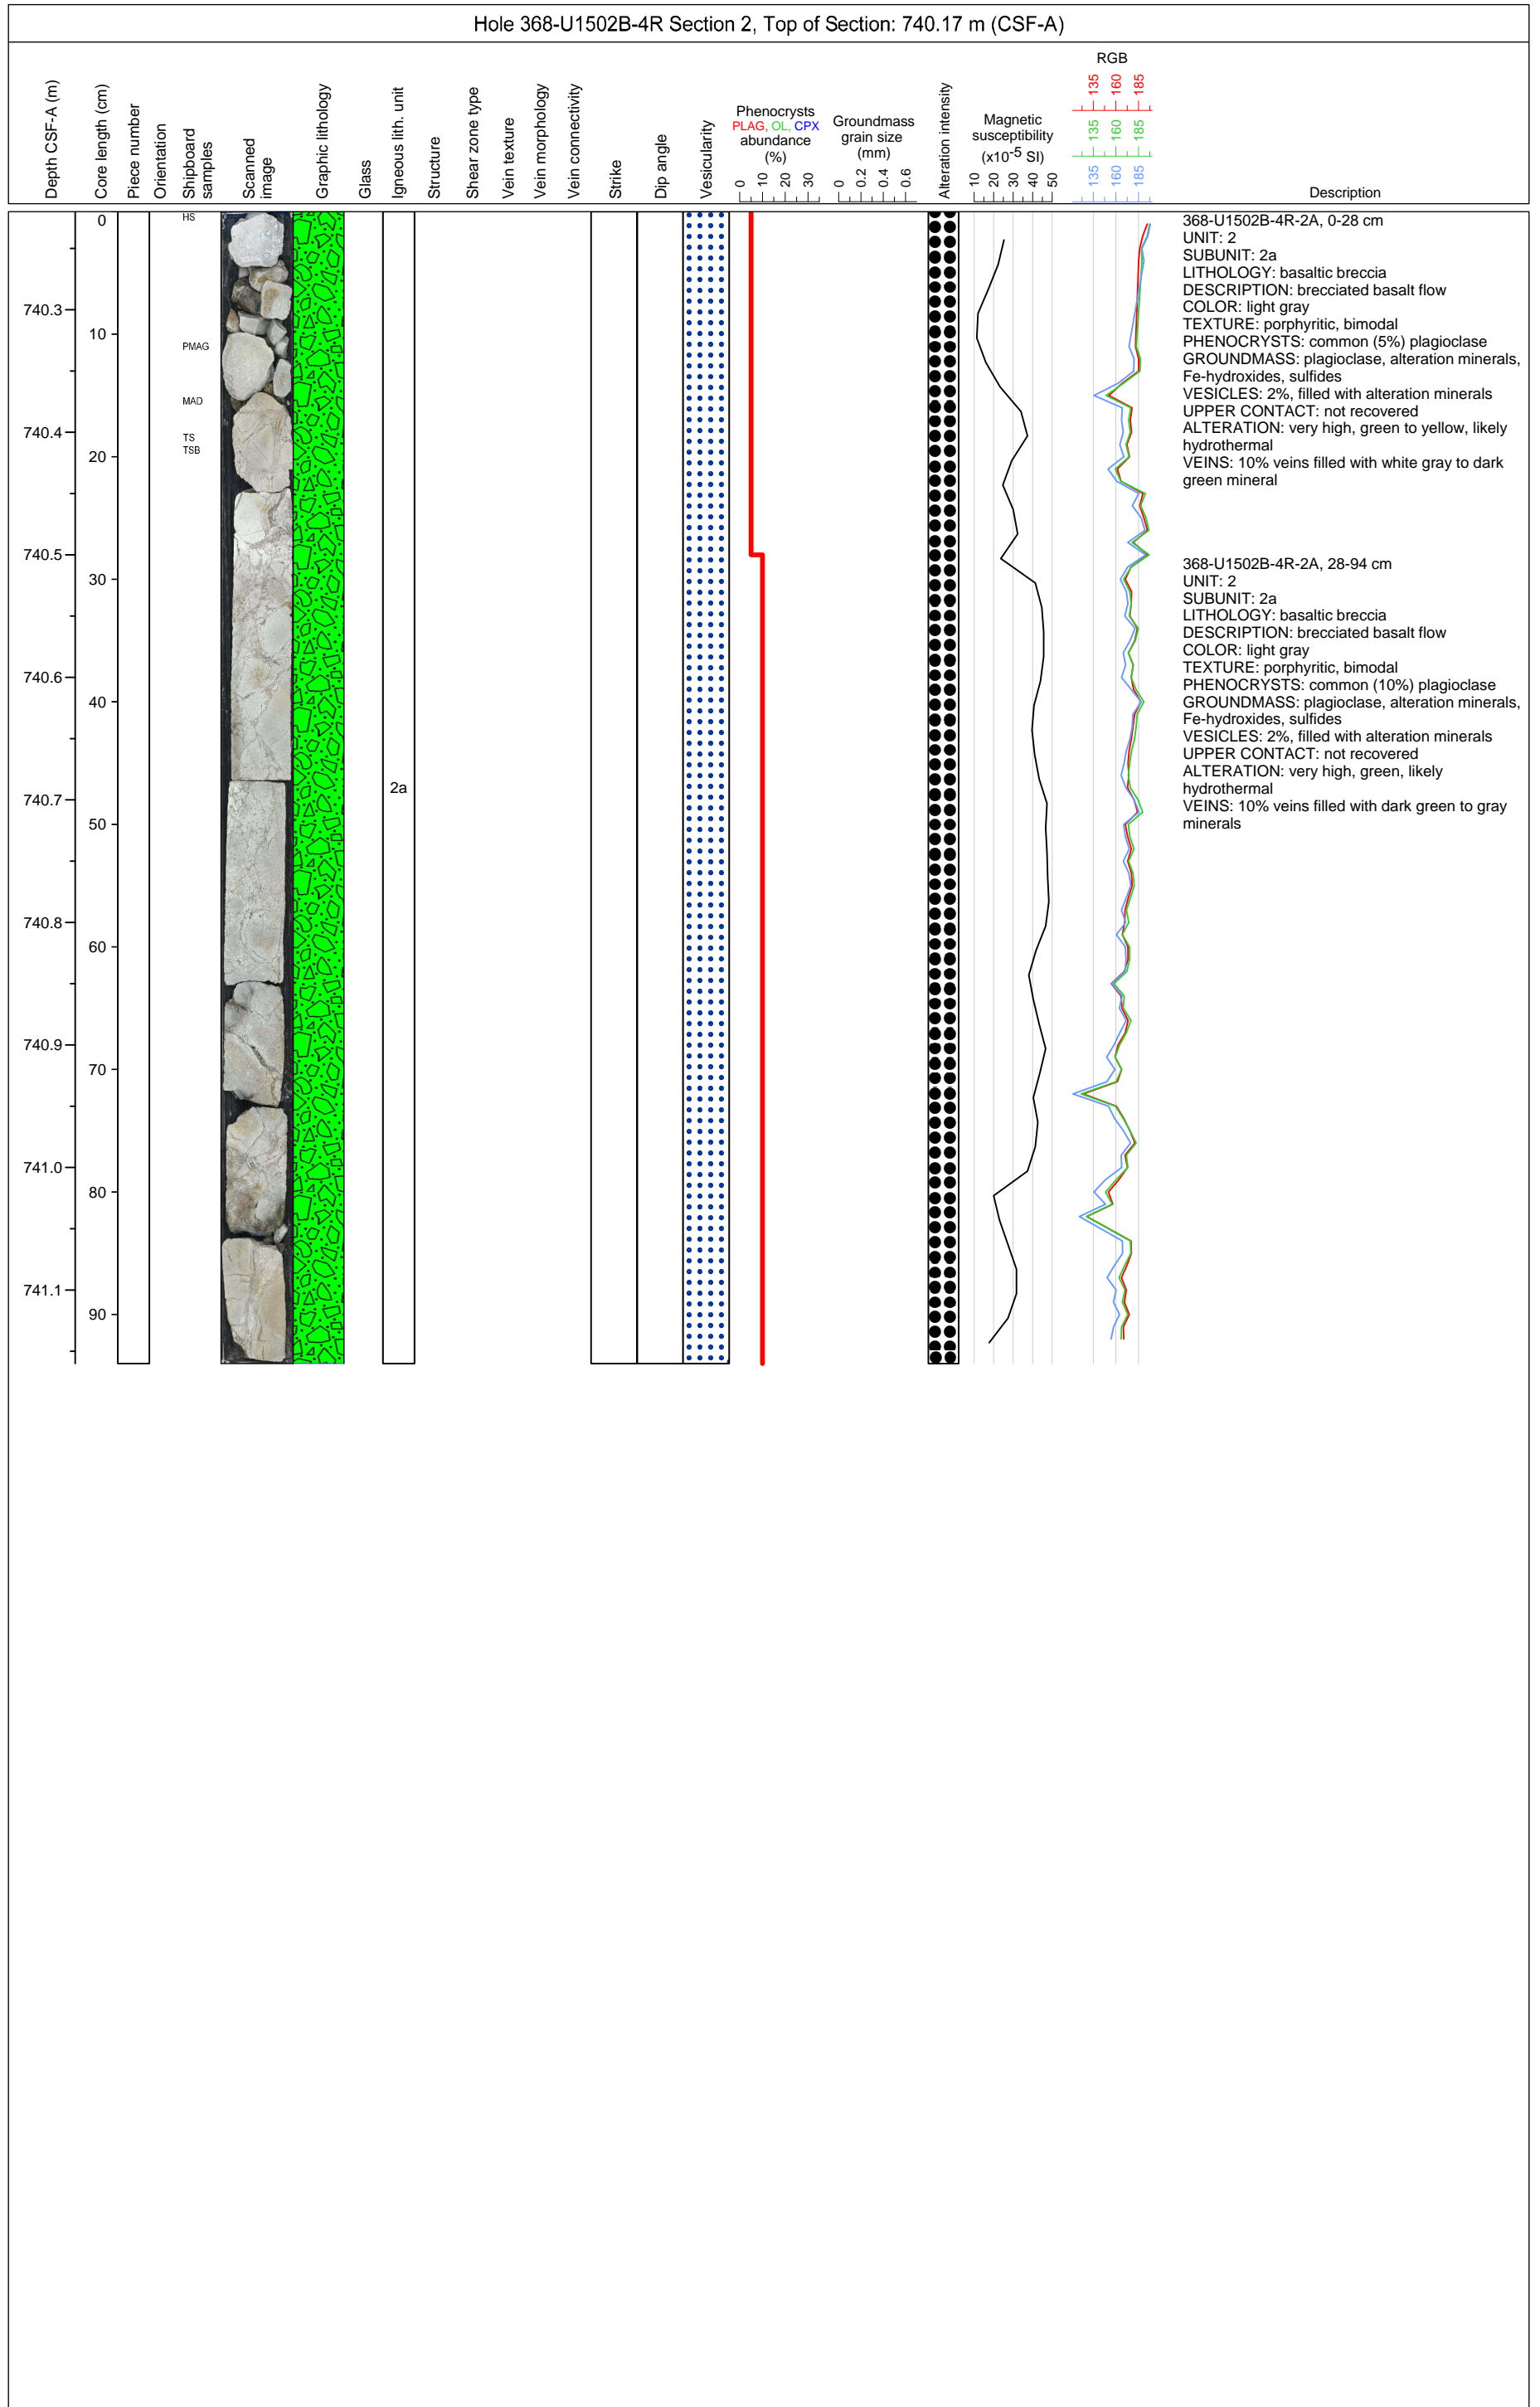 Hole 368-U1502B-4R Section 2, Top of Section: 740.17 m (CSF-A)
Depth CSF-A (m)
Core length (cm)
Piece number
Orientation
Shipboard
samples
Scanned
image
Graphic lithology
Glass
Igneous lith. unit
Structure
Shear zone type
Vein texture
Vein morphology
Vein connectivity
Strike
Dip angle
Vesicularity
Phenocrysts
PLAG, OL, CPX
abundance
(%)
0 10 20 30
Groundmass
grain size
(mm)
0 0.2 0.4 0.6
Alteration intensity
Magnetic
susceptibility
(x10-5 SI)
10 20 30 40 50
RGB
135 160 185
135 160 185
135 160 185
Description
740.3
740.4
740.5
740.6
740.7
740.8
740.9
741.0
741.1
0
10
20
30
40
50
60
70
80
90
HS
PMAG
MAD
TS
TSB
2a
368-U1502B-4R-2A, 0-28 cm
UNIT: 2
SUBUNIT: 2a
LITHOLOGY: basaltic breccia
DESCRIPTION: brecciated basalt flow
COLOR: light gray
TEXTURE: porphyritic, bimodal
PHENOCRYSTS: common (5%) plagioclase
GROUNDMASS: plagioclase, alteration minerals,
Fe-hydroxides, sulfides
VESICLES: 2%, filled with alteration minerals
UPPER CONTACT: not recovered
ALTERATION: very high, green to yellow, likely
hydrothermal
VEINS: 10% veins filled with white gray to dark
green mineral
368-U1502B-4R-2A, 28-94 cm
UNIT: 2
SUBUNIT: 2a
LITHOLOGY: basaltic breccia
DESCRIPTION: brecciated basalt flow
COLOR: light gray
TEXTURE: porphyritic, bimodal
PHENOCRYSTS: common (10%) plagioclase
GROUNDMASS: plagioclase, alteration minerals,
Fe-hydroxides, sulfides
VESICLES: 2%, filled with alteration minerals
UPPER CONTACT: not recovered
ALTERATION: very high, green, likely
hydrothermal
VEINS: 10% veins filled with dark green to gray
minerals